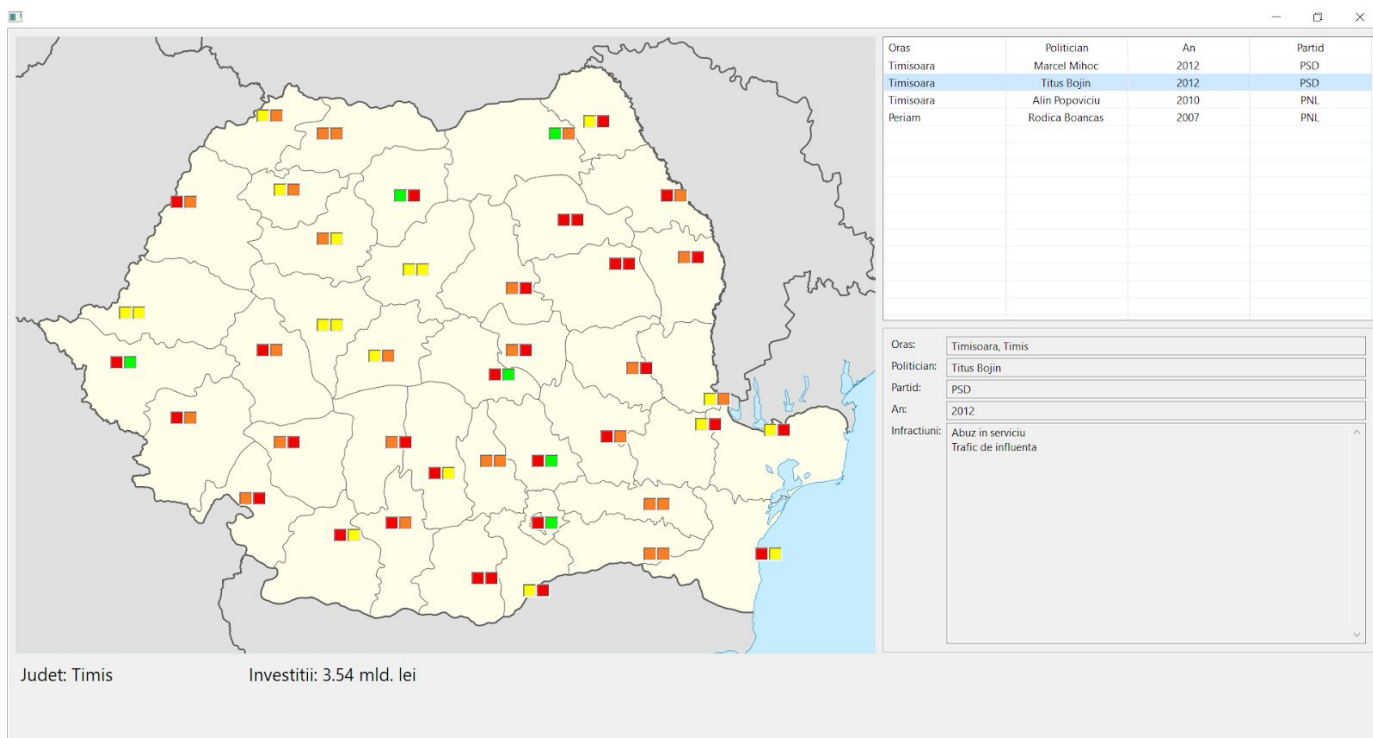 Oras Politician An Partid
Timisoara Marcel Mihoc 2012 PSD
Timisoara Titus Bojin 2012 PSD
Timisoara Alin Popoviciu 2010 PNL
Periam Rodica Boancas 2007 PNL
Oras: Timisoara, Timis
Politician: Titus Bojin
Partid: PSD
An: 2012
Infractiuni: Abuz in serviciu
Trafic de influenta
Judet: Timis Investitii: 3.54 mld. lei